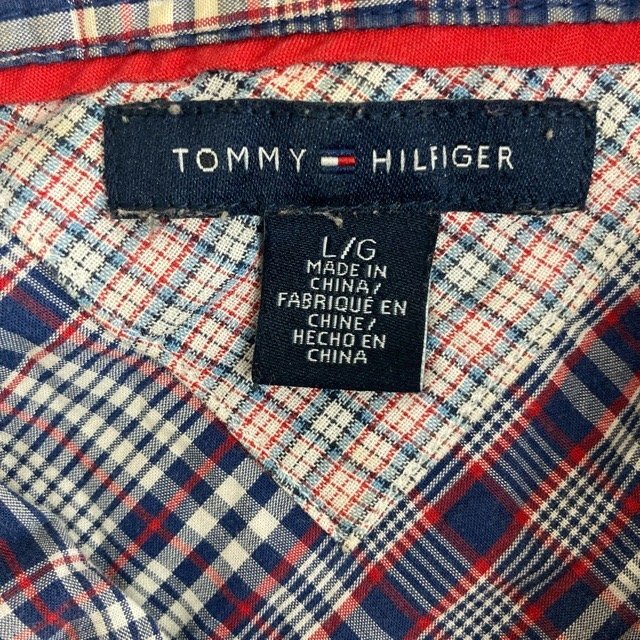 TOMMY HILFIGER
L/G
MADE IN
CHINA/
FABRIQUÉ EN
CHINE/
HECHO EN
CHINA